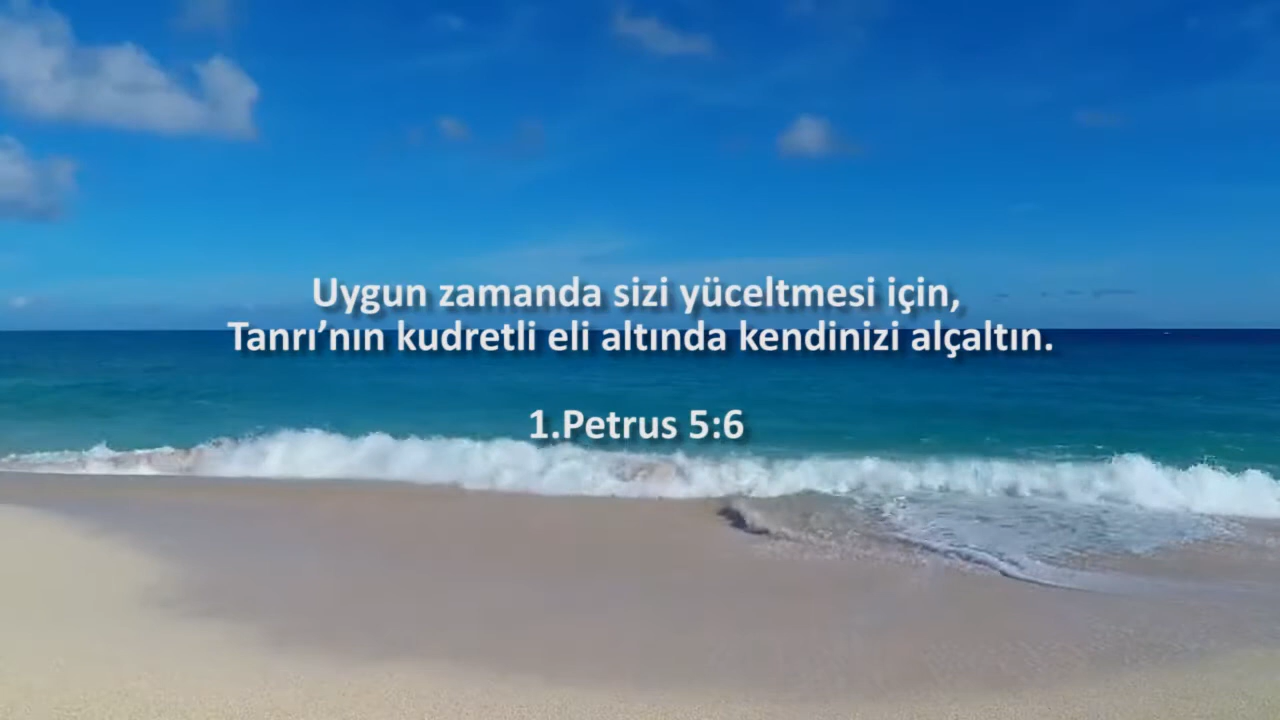 Uygun zamanda sizi yüceltmesi için,
Tanrı’nın kudretli eli altında kendinizi alçaltın.
1.Petrus 5:6